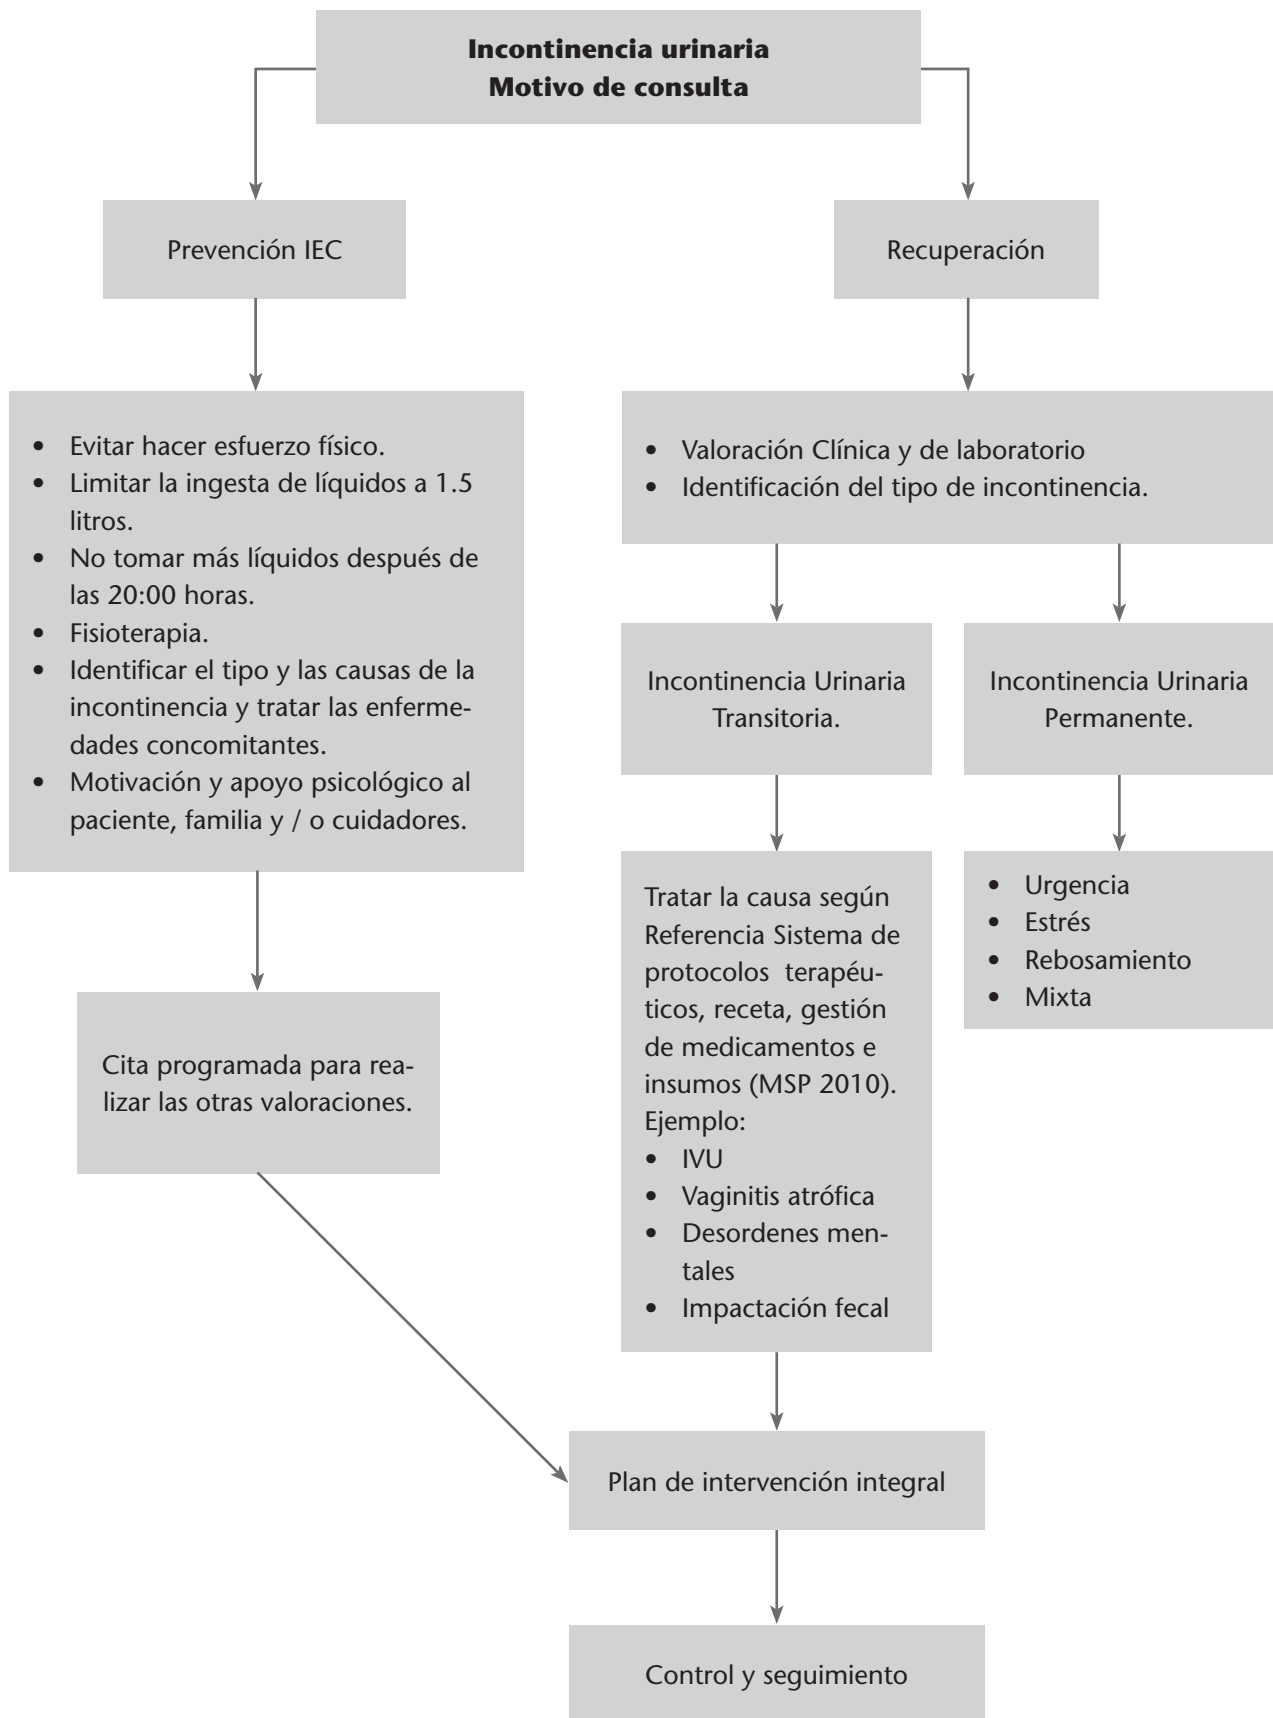 Incontinencia urinaria
Motivo de consulta
Prevención IEC
Recuperación
• Evitar hacer esfuerzo físico.
• Limitar la ingesta de líquidos a 1.5
litros.
• No tomar más líquidos después de
las 20:00 horas.
• Fisioterapia.
• Identificar el tipo y las causas de la
incontinencia y tratar las enferme-
dades concomitantes.
• Motivación y apoyo psicológico al
paciente, familia y / o cuidadores.
• Valoración Clínica y de laboratorio
• Identificación del tipo de incontinencia.
Incontinencia Urinaria
Transitoria.
Incontinencia Urinaria
Permanente.
Cita programada para rea-
lizar las otras valoraciones.
Tratar la causa según
Referencia Sistema de
protocolos terapéu-
ticos, receta, gestión
de medicamentos e
insumos (MSP 2010).
Ejemplo:
• IVU
• Vaginitis atrófica
• Desordenes men-
tales
• Impactación fecal
• Urgencia
• Estrés
• Rebosamiento
• Mixta
Plan de intervención integral
Control y seguimiento